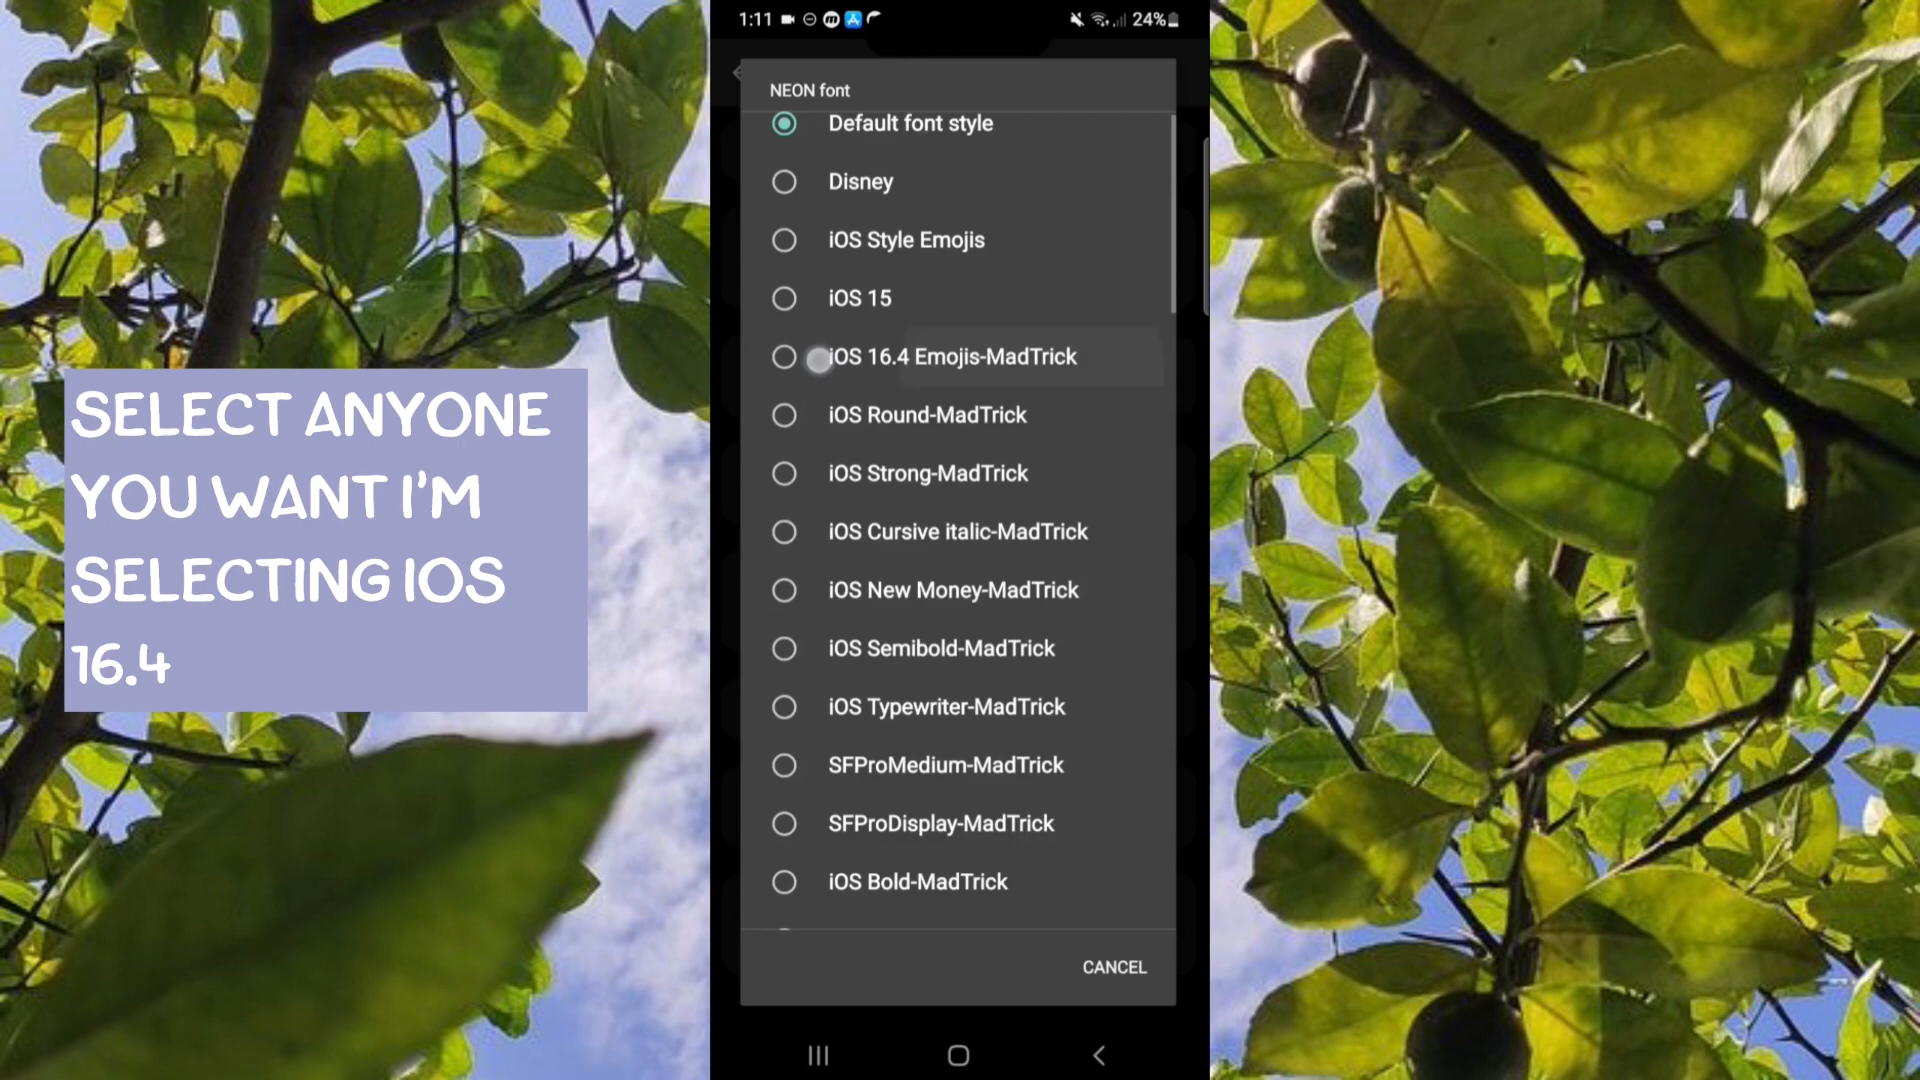 1:11
24%
NEON font
Default font style
Disney
iOS Style Emojis
iOS 15
iOS 16.4 Emojis-MadTrick
iOS Round-MadTrick
iOS Strong-MadTrick
iOS Cursive italic-MadTrick
iOS New Money-MadTrick
iOS Semibold-MadTrick
iOS Typewriter-MadTrick
SFProMedium-MadTrick
SFProDisplay-MadTrick
iOS Bold-MadTrick
CANCEL
SELECT ANYONE
YOU WANT I'M
SELECTING IOS
16.4